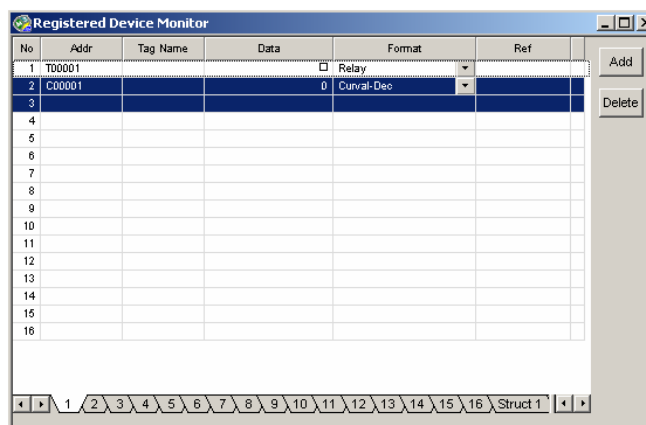 Registered Device Monitor
No Addr Tag Name Data Format Ref
1 T00001 Relay
2 C00001 0 Curval-Dec
3
4
5
6
7
8
9
10
11
12
13
14
15
16
Add
Delete
1 2 3 4 5 6 7 8 9 10 11 12 13 14 15 16 Struct 1